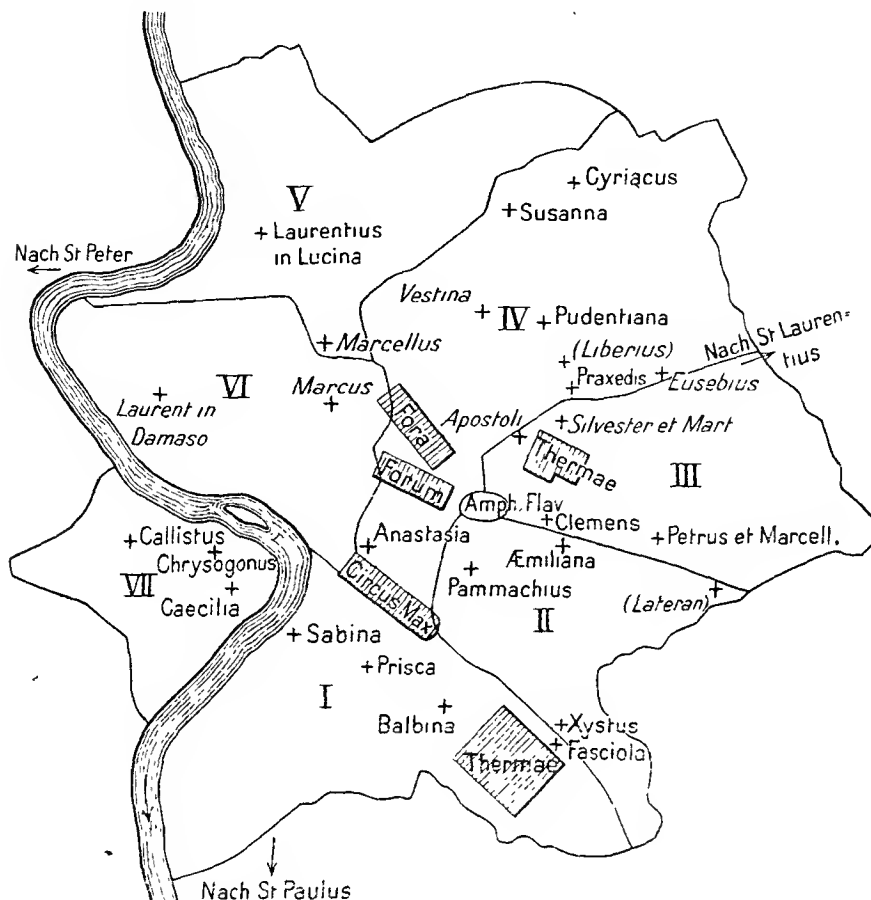 Cyriacus
Susanna
V
Laurentius
in Lucina
Nach St Peter
Vestina
IV
Pudentiana
(Liberius)
Nach St Lauren=
tius
Marcellus
Praxedis
Eusebius
VI
Marcus
Laurent in
Damaso
Fora
Apostoli
Silvester et Mart
Thermae
III
Forum
Amph. Flav
Clemens
Petrus et Marcell.
Anastasia
Æmiliana
Callistus
Chrysogonus
VII
Caecilia
Circus Max
Pammachius
II
(Lateran)
Sabina
Prisca
I
Balbina
Xystus
Fasciola
Thermae
Nach St Paulus